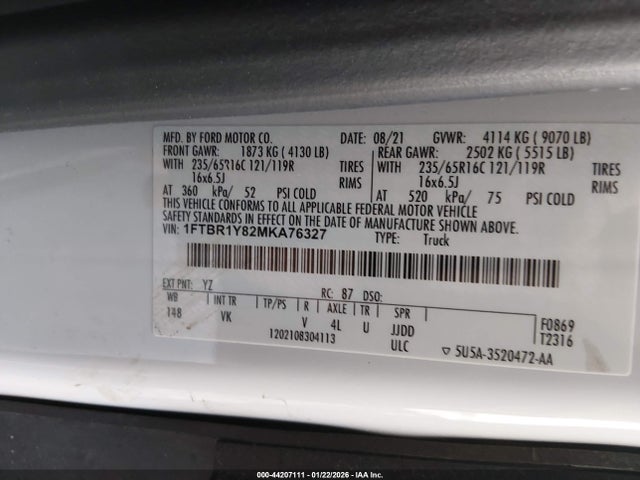 MFD. BY FORD MOTOR CO. DATE: 08/21 GVWR: 4114 KG ( 9070 LB)
FRONT GAWR: 1873 KG ( 4130 LB) REAR GAWR: 2502 KG ( 5515 LB)
WITH 235/65R16C 121/119R TIRES WITH 235/65R16C 121/119R TIRES
16x6.5J RIMS 16x6.5J RIMS
AT 360 kPa/ 52 PSI COLD AT 520 kPa/ 75 PSI COLD
THIS VEHICLE CONFORMS TO ALL APPLICABLE FEDERAL MOTOR VEHICLE
SAFETY STANDARDS IN EFFECT ON THE DATE OF MANUFACTURE SHOWN ABOVE.
VIN: 1FTBR1Y82MKA76327 TYPE: Truck
EXT PNT: YZ RC: 87 DSO:
WB INT TR TP/PS R AXLE TR SPR
148 VK V 4L U JJDD F0869
1202108304113 ULC T2316
▽ 5U5A-3520472-AA
000-44207111 - 01/22/2026 - IAA Inc.